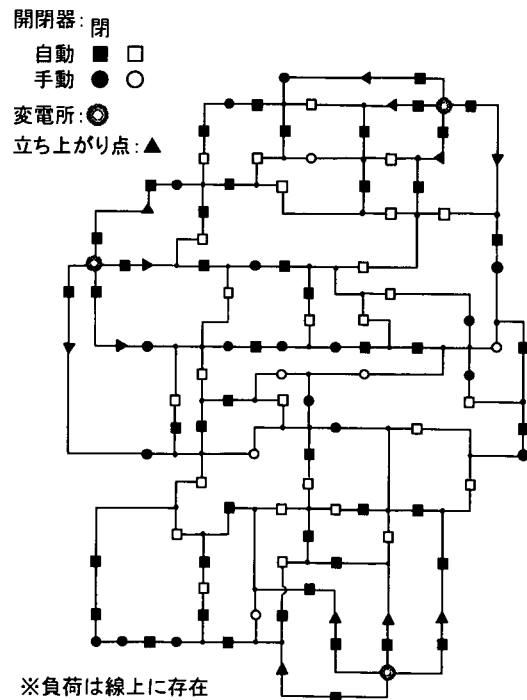 開閉器: 閉
自動 ■ □
手動 ● ○
変電所: ◎
立ち上がり点: ▲
※負荷は線上に存在